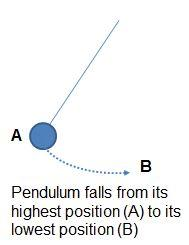 A
B
Pendulum falls from its
highest position (A) to its
lowest position (B)